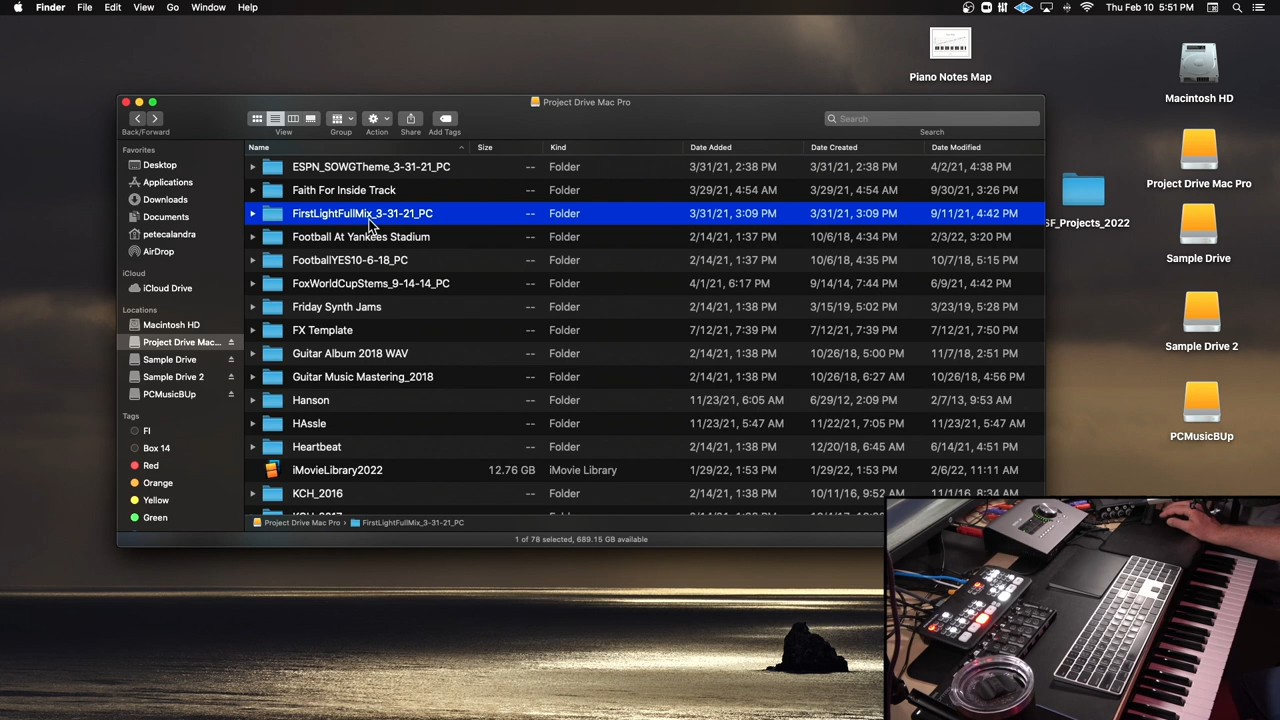 Finder File Edit View Go Window Help Thu Feb 10 5:51 PM
Piano Notes Map
Macintosh HD
Project Drive Mac Pro
SF_Projects_2022
Sample Drive
Sample Drive 2
PCMusicBUp
Project Drive Mac Pro
Search
Back/Forward View Group Action Share Add Tags Search
Favorites
Desktop
Applications
Downloads
Documents
petecalandra
AirDrop
iCloud
iCloud Drive
Locations
Macintosh HD
Project Drive Mac...
Sample Drive
Sample Drive 2
PCMusicBUp
Tags
FI
Box 14
Red
Orange
Yellow
Green
Name Size Kind Date Added Date Created Date Modified
ESPN_SOWGTheme_3-31-21_PC -- Folder 3/31/21, 2:38 PM 3/31/21, 2:38 PM 4/2/21, 4:38 PM
Faith For Inside Track -- Folder 3/29/21, 4:54 AM 3/29/21, 4:54 AM 9/30/21, 3:26 PM
FirstLightFullMix_3-31-21_PC -- Folder 3/31/21, 3:09 PM 3/31/21, 3:09 PM 9/11/21, 4:42 PM
Football At Yankees Stadium -- Folder 2/14/21, 1:37 PM 10/6/18, 4:34 PM 2/3/22, 3:20 PM
FootballYES10-6-18_PC -- Folder 2/14/21, 1:37 PM 10/6/18, 4:35 PM 10/7/18, 5:15 PM
FoxWorldCupStems_9-14-14_PC -- Folder 4/1/21, 6:17 PM 9/14/14, 7:44 PM 6/9/21, 4:42 PM
Friday Synth Jams -- Folder 2/14/21, 1:38 PM 3/15/19, 5:02 PM 3/23/19, 5:28 PM
FX Template -- Folder 7/12/21, 7:39 PM 7/12/21, 7:39 PM 7/12/21, 7:50 PM
Guitar Album 2018 WAV -- Folder 2/14/21, 1:38 PM 10/26/18, 5:00 PM 11/7/18, 2:51 PM
Guitar Music Mastering_2018 -- Folder 2/14/21, 1:38 PM 10/26/18, 6:27 AM 10/26/18, 4:56 PM
Hanson -- Folder 11/23/21, 6:05 AM 6/29/12, 2:09 PM 2/7/13, 9:53 AM
HAssle -- Folder 11/23/21, 5:47 AM 11/22/21, 7:05 PM 11/23/21, 5:47 AM
Heartbeat -- Folder 2/14/21, 1:38 PM 12/20/18, 6:45 AM 6/14/21, 4:51 PM
iMovieLibrary2022 12.76 GB iMovie Library 1/29/22, 1:53 PM 1/29/22, 1:53 PM 2/6/22, 11:11 AM
KCH_2016 -- Folder 2/14/21, 1:38 PM 10/11/16, 9:52 AM 11/1/16, 8:34 AM
Project Drive Mac Pro › FirstLightFullMix_3-31-21_PC
1 of 78 selected, 689.15 GB available